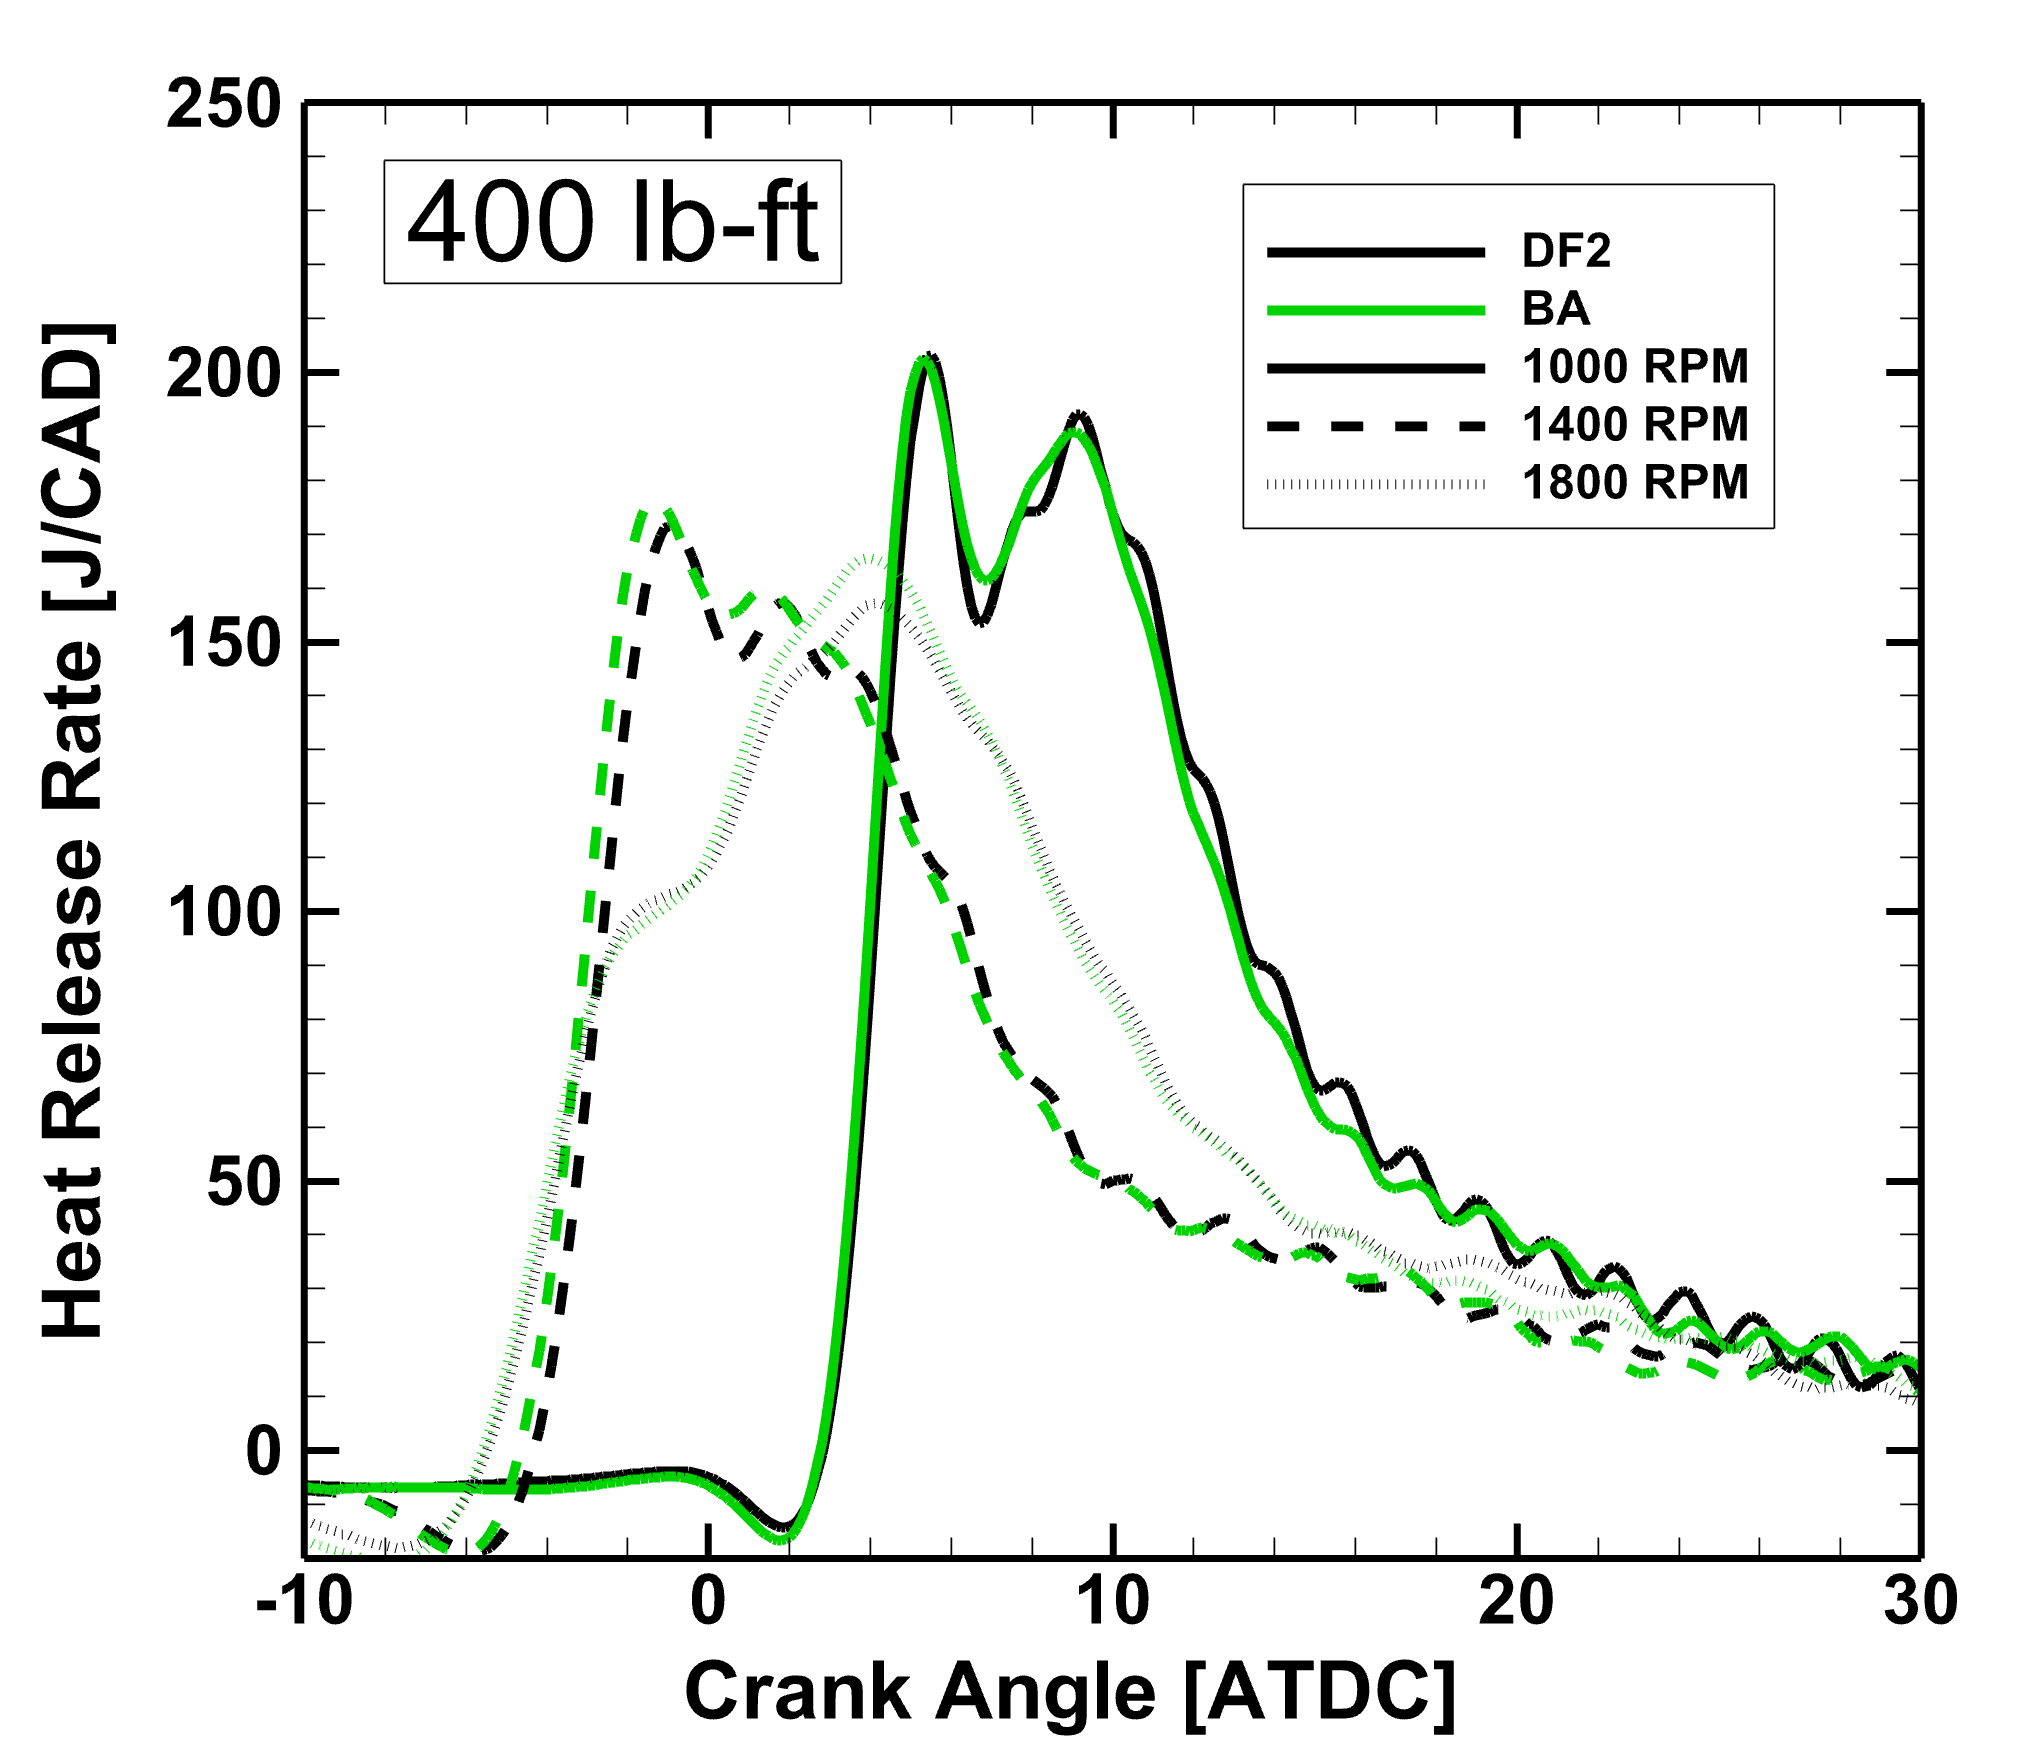 250
200
150
100
50
0
Heat Release Rate [J/CAD]
400 lb-ft
DF2
BA
1000 RPM
1400 RPM
1800 RPM
-10 0 10 20 30
Crank Angle [ATDC]